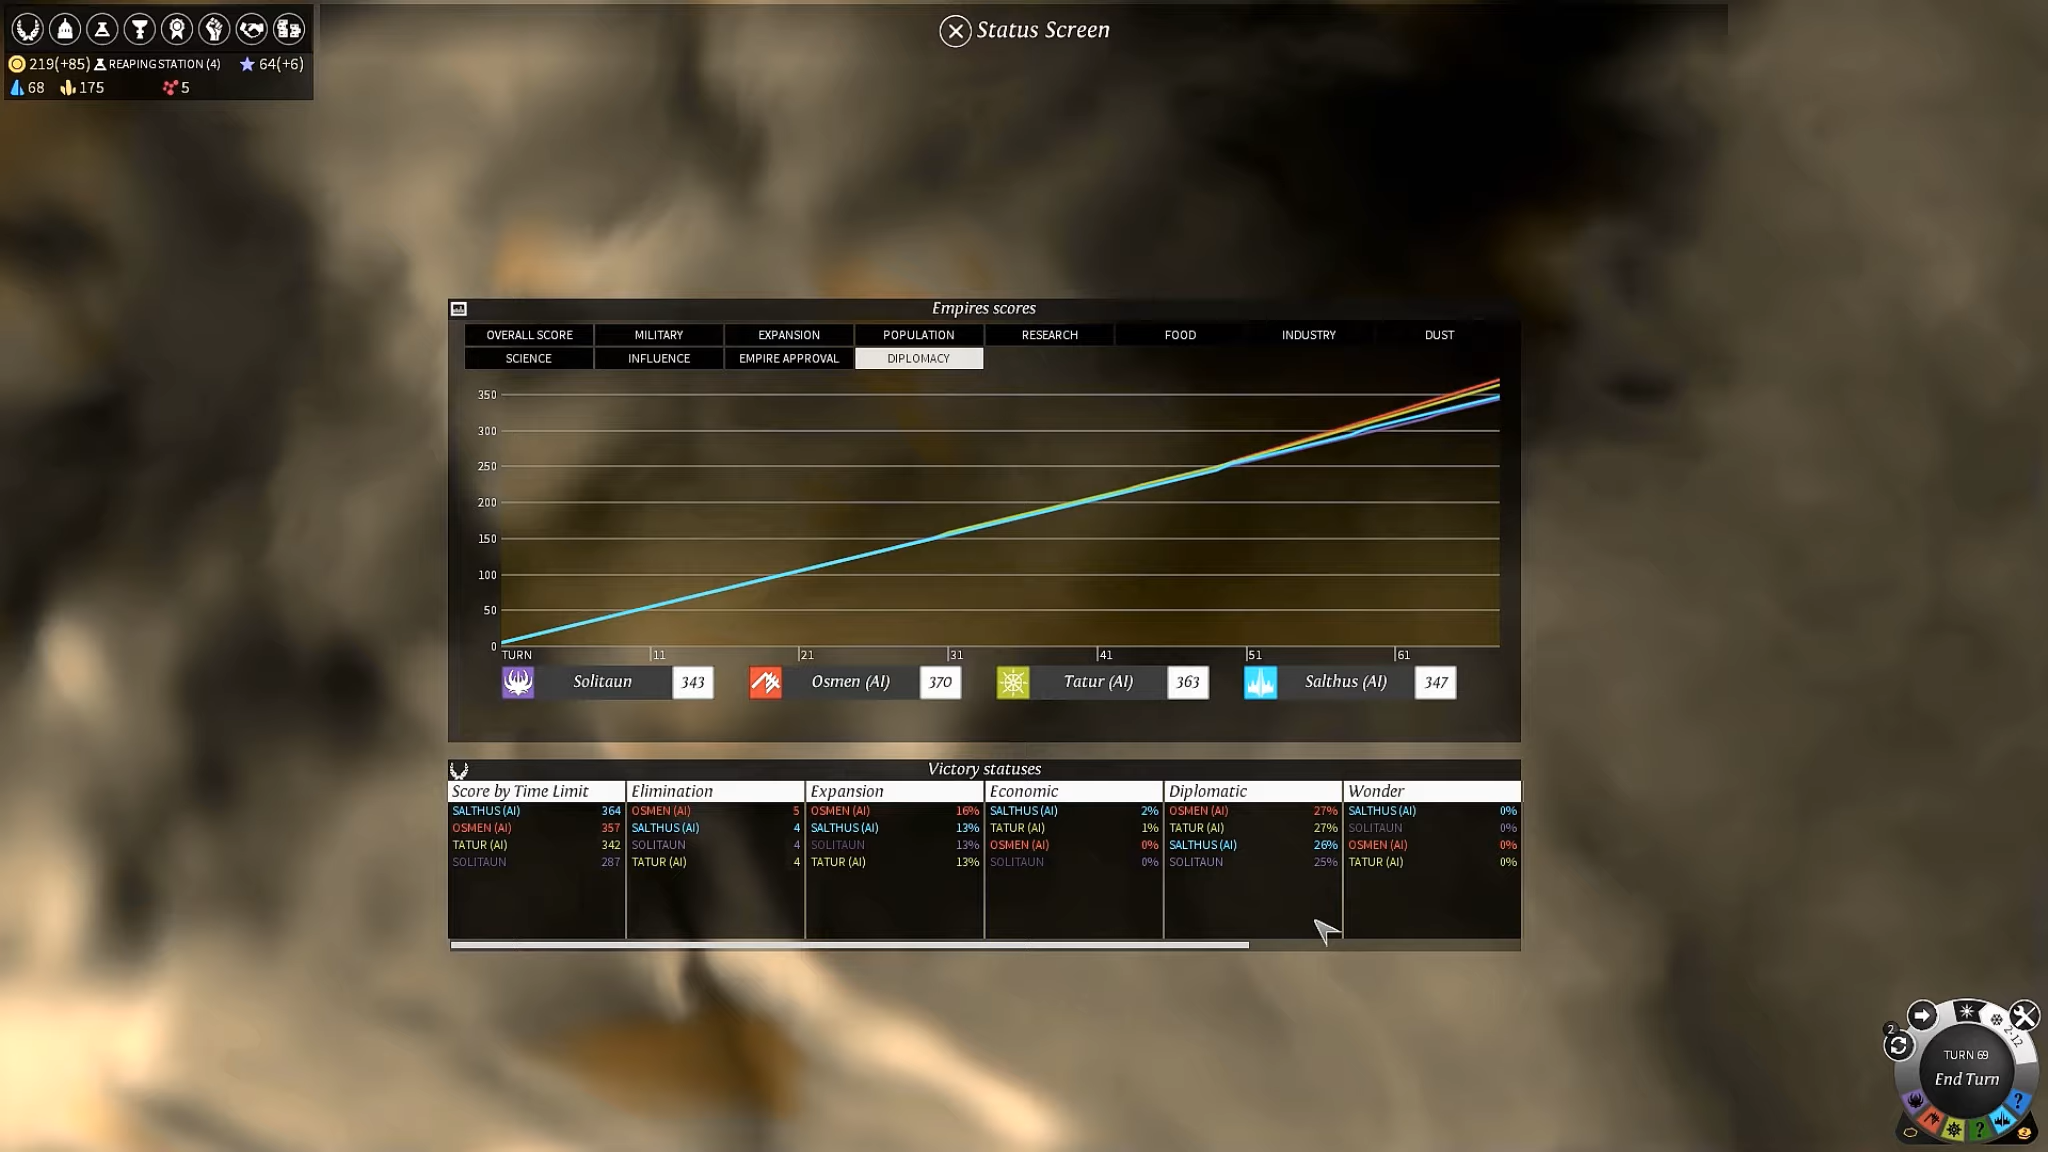 Status Screen
219(+85) REAPING STATION (4) 64(+6)
68 175 5
Empires scores
OVERALL SCORE MILITARY EXPANSION POPULATION RESEARCH FOOD INDUSTRY DUST
SCIENCE INFLUENCE EMPIRE APPROVAL DIPLOMACY
350
300
250
200
150
100
50
0
TURN 11 21 31 41 51 61
Solitaun 343 Osmen (AI) 370 Tatur (AI) 363 Salthus (AI) 347
Victory statuses
Score by Time Limit Elimination Expansion Economic Diplomatic Wonder
SALTHUS (AI) 364 OSMEN (AI) 5 OSMEN (AI) 16% SALTHUS (AI) 2% OSMEN (AI) 27% SALTHUS (AI) 0%
OSMEN (AI) 357 SALTHUS (AI) 4 SALTHUS (AI) 13% TATUR (AI) 1% TATUR (AI) 27% SOLITAUN 0%
TATUR (AI) 342 SOLITAUN 4 SOLITAUN 13% OSMEN (AI) 0% SALTHUS (AI) 26% OSMEN (AI) 0%
SOLITAUN 287 TATUR (AI) 4 TATUR (AI) 13% SOLITAUN 0% SOLITAUN 25% TATUR (AI) 0%
2
2-12
TURN 69
End Turn
? ?